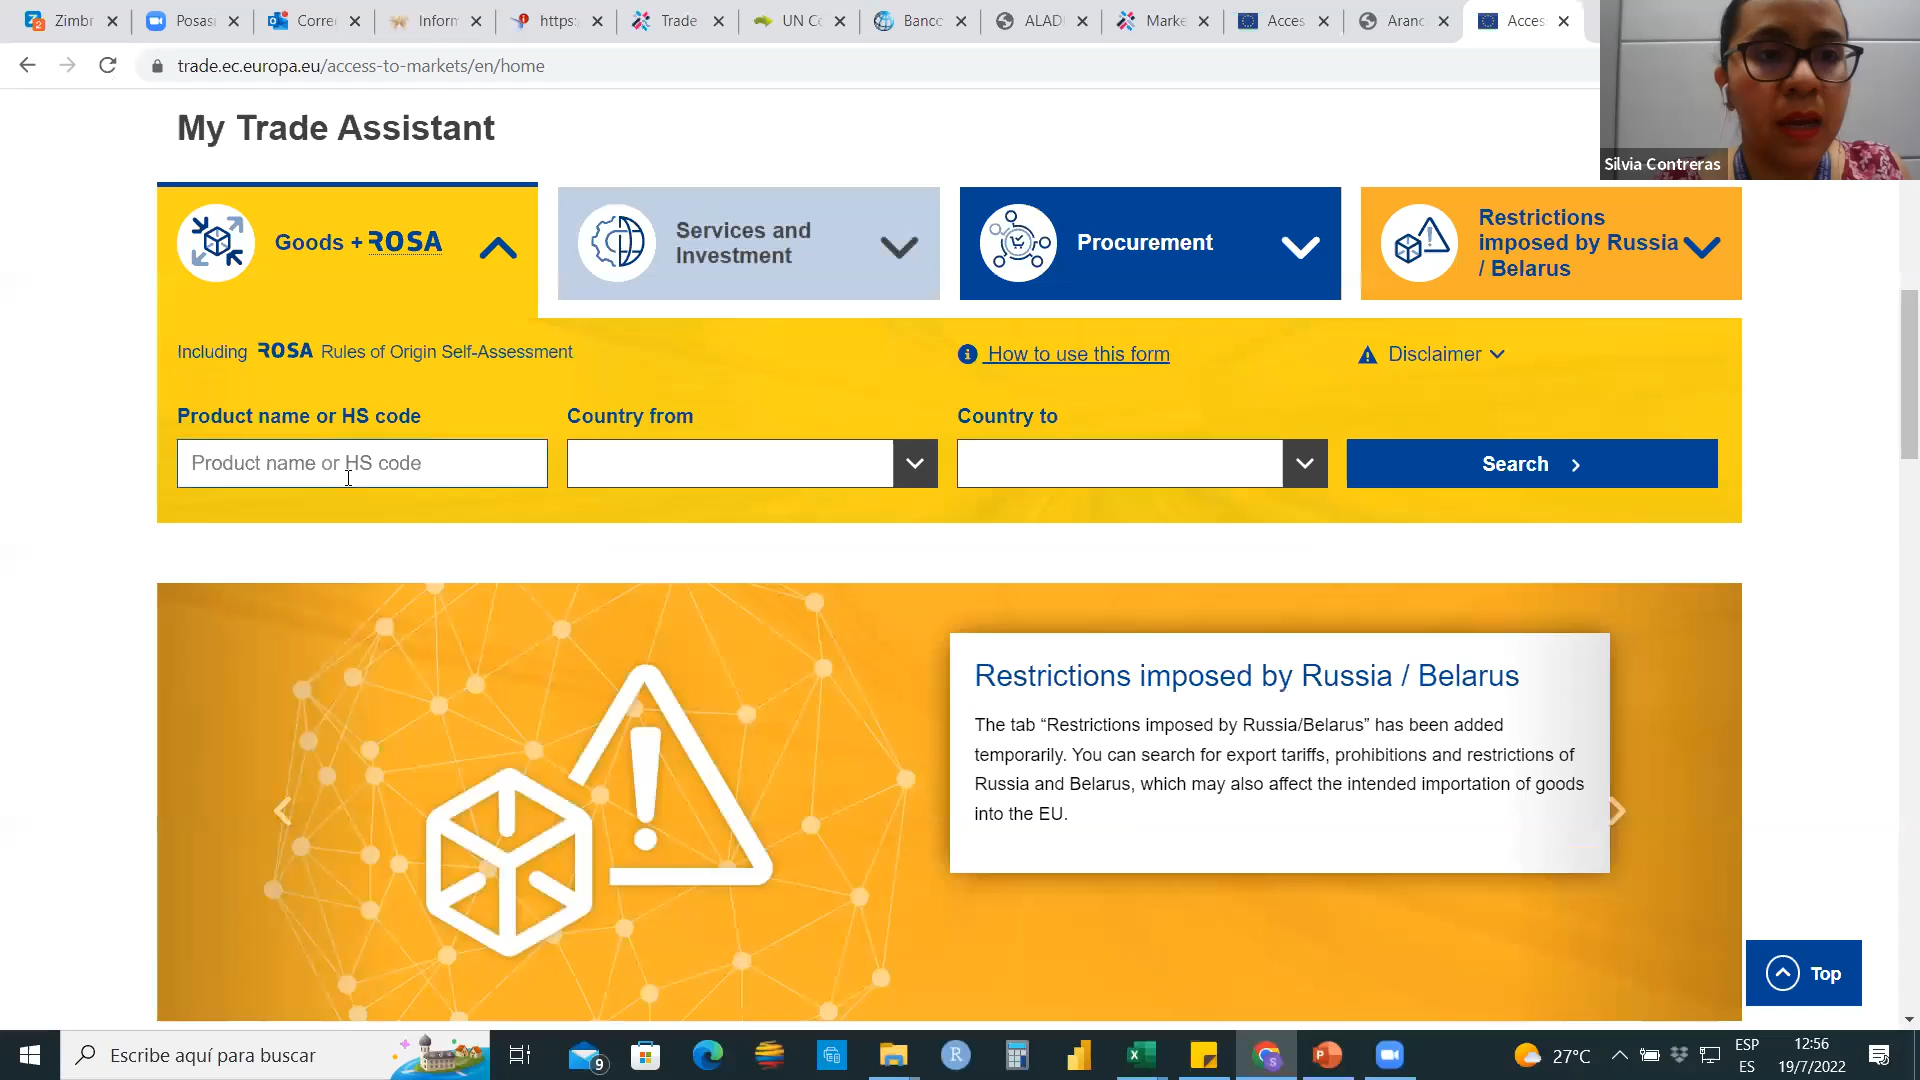 Zimbr
Posas
Corre
Inform
https:
Trade
UN Co
Banco
ALAD
Marke
Acces
Aranc
Acces
trade.ec.europa.eu/access-to-markets/en/home
Silvia Contreras
My Trade Assistant
Goods + ROSA
Services and
Investment
Procurement
Restrictions
imposed by Russia
/ Belarus
Including ROSA Rules of Origin Self-Assessment
How to use this form
Disclaimer
Product name or HS code
Country from
Country to
Product name or HS code
Search
Restrictions imposed by Russia / Belarus
The tab “Restrictions imposed by Russia/Belarus” has been added
temporarily. You can search for export tariffs, prohibitions and restrictions of
Russia and Belarus, which may also affect the intended importation of goods
into the EU.
Top
Escribe aquí para buscar
9
27°C
ESP
ES
12:56
19/7/2022